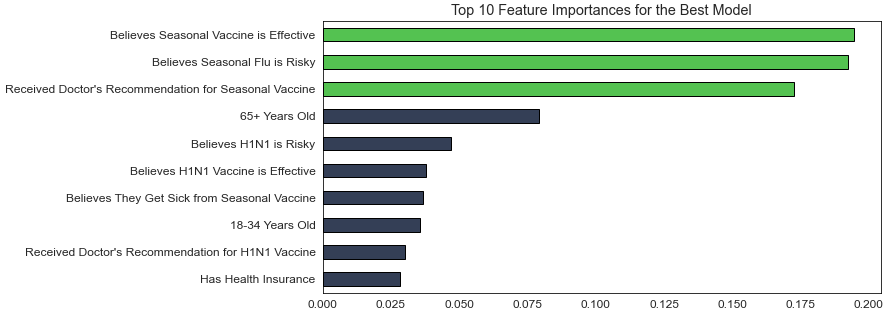 Top 10 Feature Importances for the Best Model
Believes Seasonal Vaccine is Effective
Believes Seasonal Flu is Risky
Received Doctor's Recommendation for Seasonal Vaccine
65+ Years Old
Believes H1N1 is Risky
Believes H1N1 Vaccine is Effective
Believes They Get Sick from Seasonal Vaccine
18-34 Years Old
Received Doctor's Recommendation for H1N1 Vaccine
Has Health Insurance
0.000 0.025 0.050 0.075 0.100 0.125 0.150 0.175 0.200